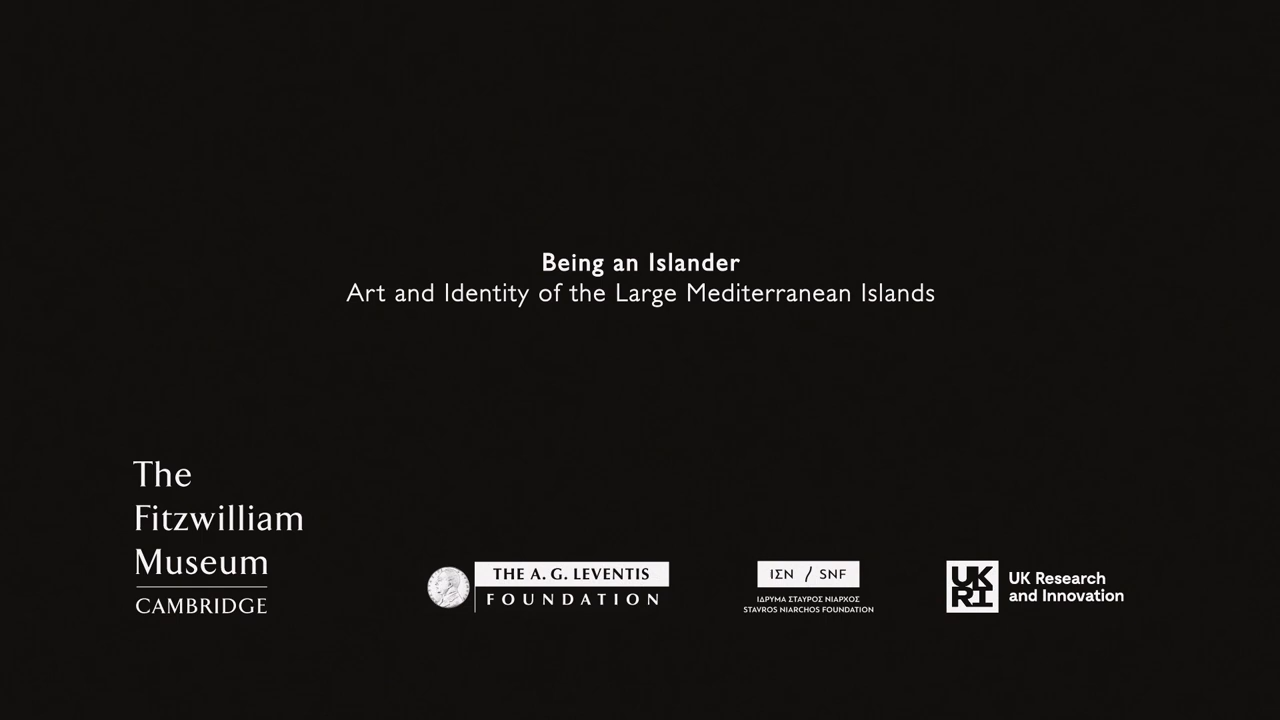 Being an Islander
Art and Identity of the Large Mediterranean Islands
The
Fitzwilliam
Museum
CAMBRIDGE
THE A. G. LEVENTIS
FOUNDATION
ΙΣΝ / SNF
ΙΔΡΥΜΑ ΣΤΑΥΡΟΣ ΝΙΑΡΧΟΣ
STAVROS NIARCHOS FOUNDATION
UK
RI
UK Research
and Innovation